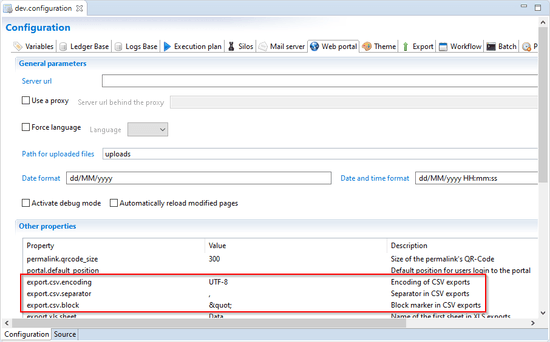 dev.configuration
Configuration
Variables Ledger Base Logs Base Execution plan Silos Mail server Web portal Theme Export Workflow Batch
General parameters
Server url
Use a proxy Server url behind the proxy
Force language Language
Path for uploaded files uploads
Date format dd/MM/yyyy Date and time format dd/MM/yyyy HH:mm:ss
Activate debug mode Automatically reload modified pages
Other properties
Property Value Description
permalink.qrcode_size 300 Size of the permalink's QR-Code
portal.default_position Default position for users login to the portal
export.csv.encoding UTF-8 Encoding of CSV exports
export.csv.separator , Separator in CSV exports
export.csv.block &quot; Block marker in CSV exports
export.xls.sheet Data Name of the first sheet in XLS exports
Configuration Source